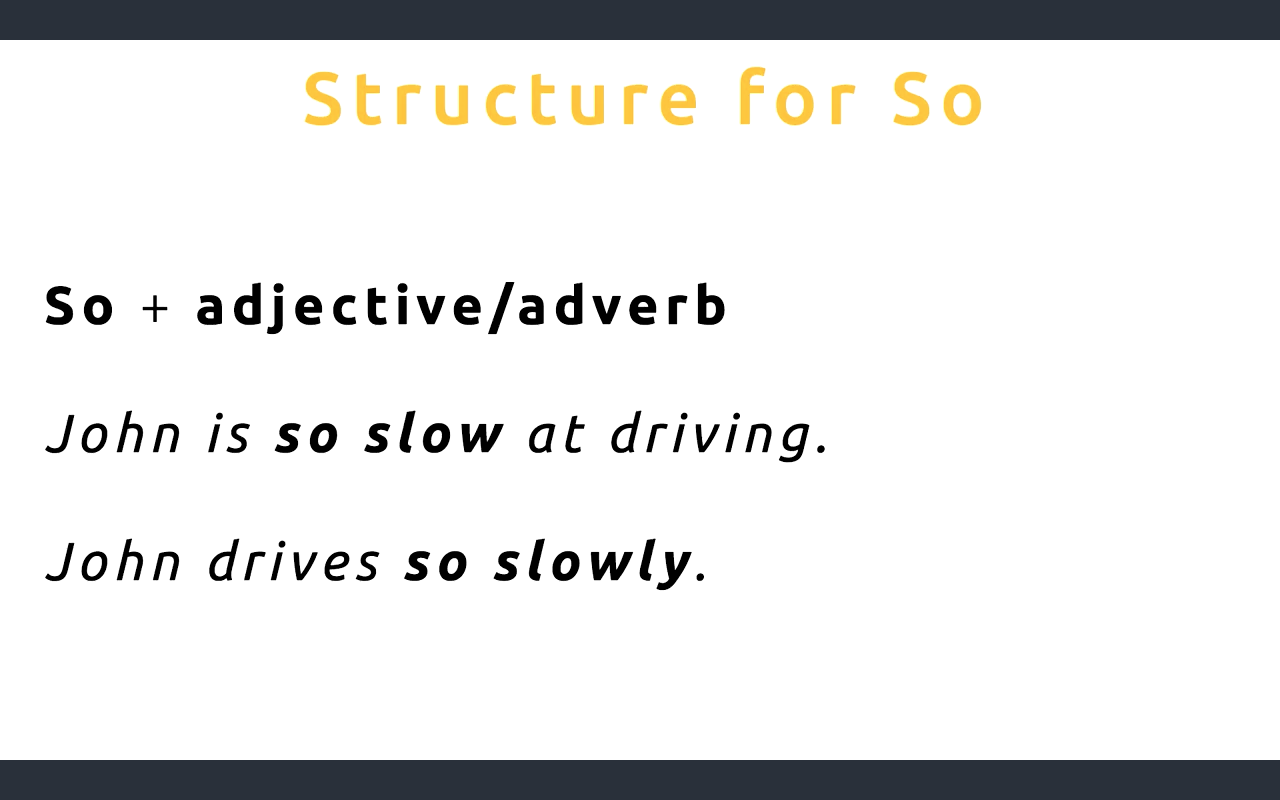 Structure for So
So + adjective/adverb
John is so slow at driving.
John drives so slowly.